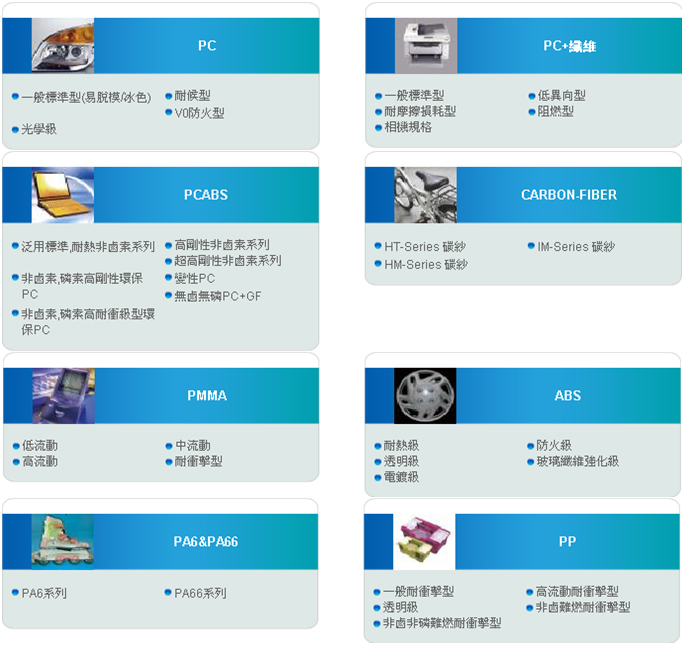 PC
一般標準型(易脫模/水色)
耐候型
V0防火型
光學級
PC+纖維
一般標準型
低異向型
耐摩擦損耗型
阻燃型
相機規格
PCABS
泛用標準,耐熱非鹵素系列
高剛性非鹵素系列
超高剛性非鹵素系列
非鹵素,磷素高剛性環保
PC
變性PC
無鹵無磷PC+GF
非鹵素,磷素高耐衝級型環
保PC
CARBON-FIBER
HT-Series 碳紗
IM-Series 碳紗
HM-Series 碳紗
PMMA
低流動
中流動
高流動
耐衝擊型
ABS
耐熱級
防火級
透明級
玻璃纖維強化級
電鍍級
PA6&PA66
PA6系列
PA66系列
PP
一般耐衝擊型
高流動耐衝擊型
透明級
非鹵難燃耐衝擊型
非鹵非磷難燃耐衝擊型